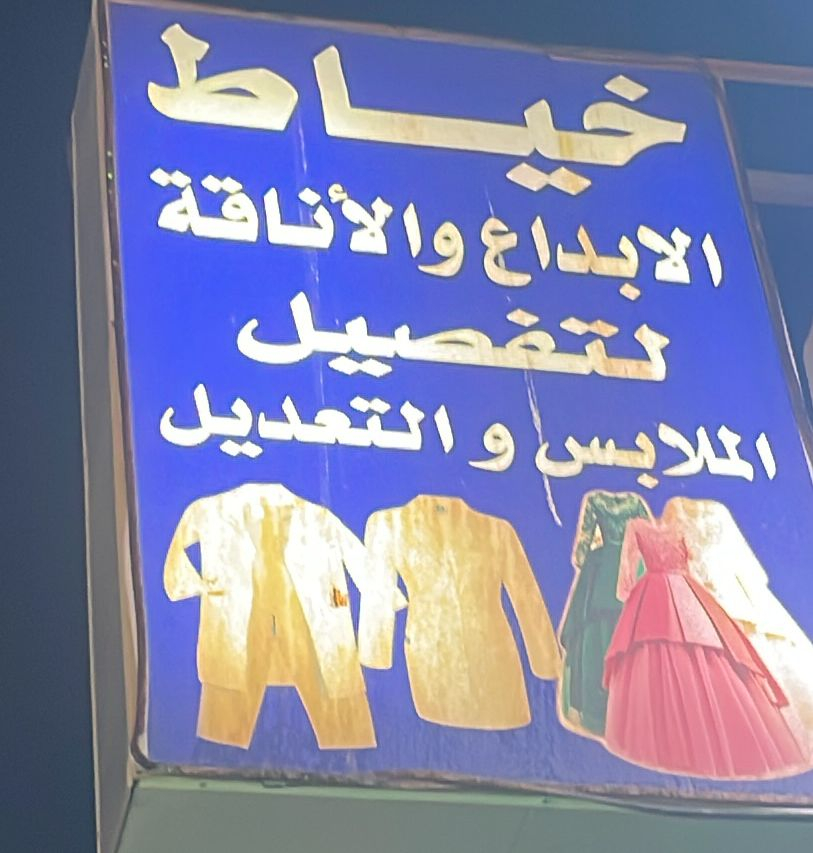 خياط
الابداع والأناقة
لتفصيل
الملابس و التعديل